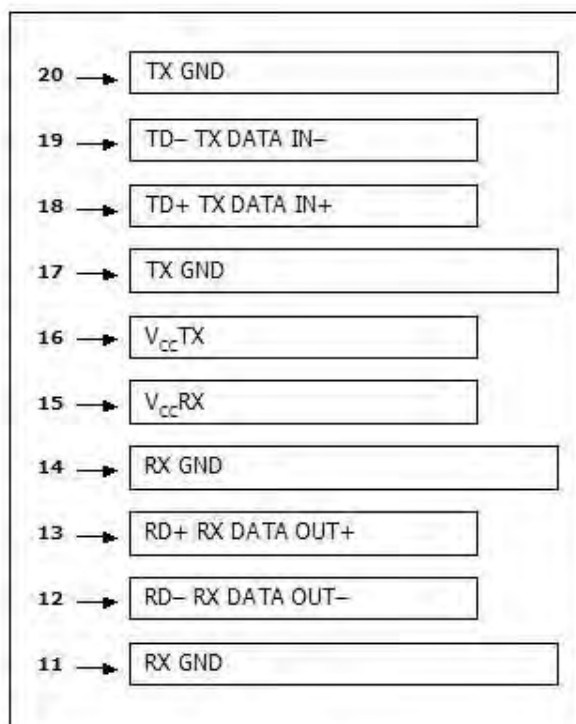 20 TX GND
19 TD– TX DATA IN–
18 TD+ TX DATA IN+
17 TX GND
16 VCCTX
15 VCCRX
14 RX GND
13 RD+ RX DATA OUT+
12 RD– RX DATA OUT–
11 RX GND